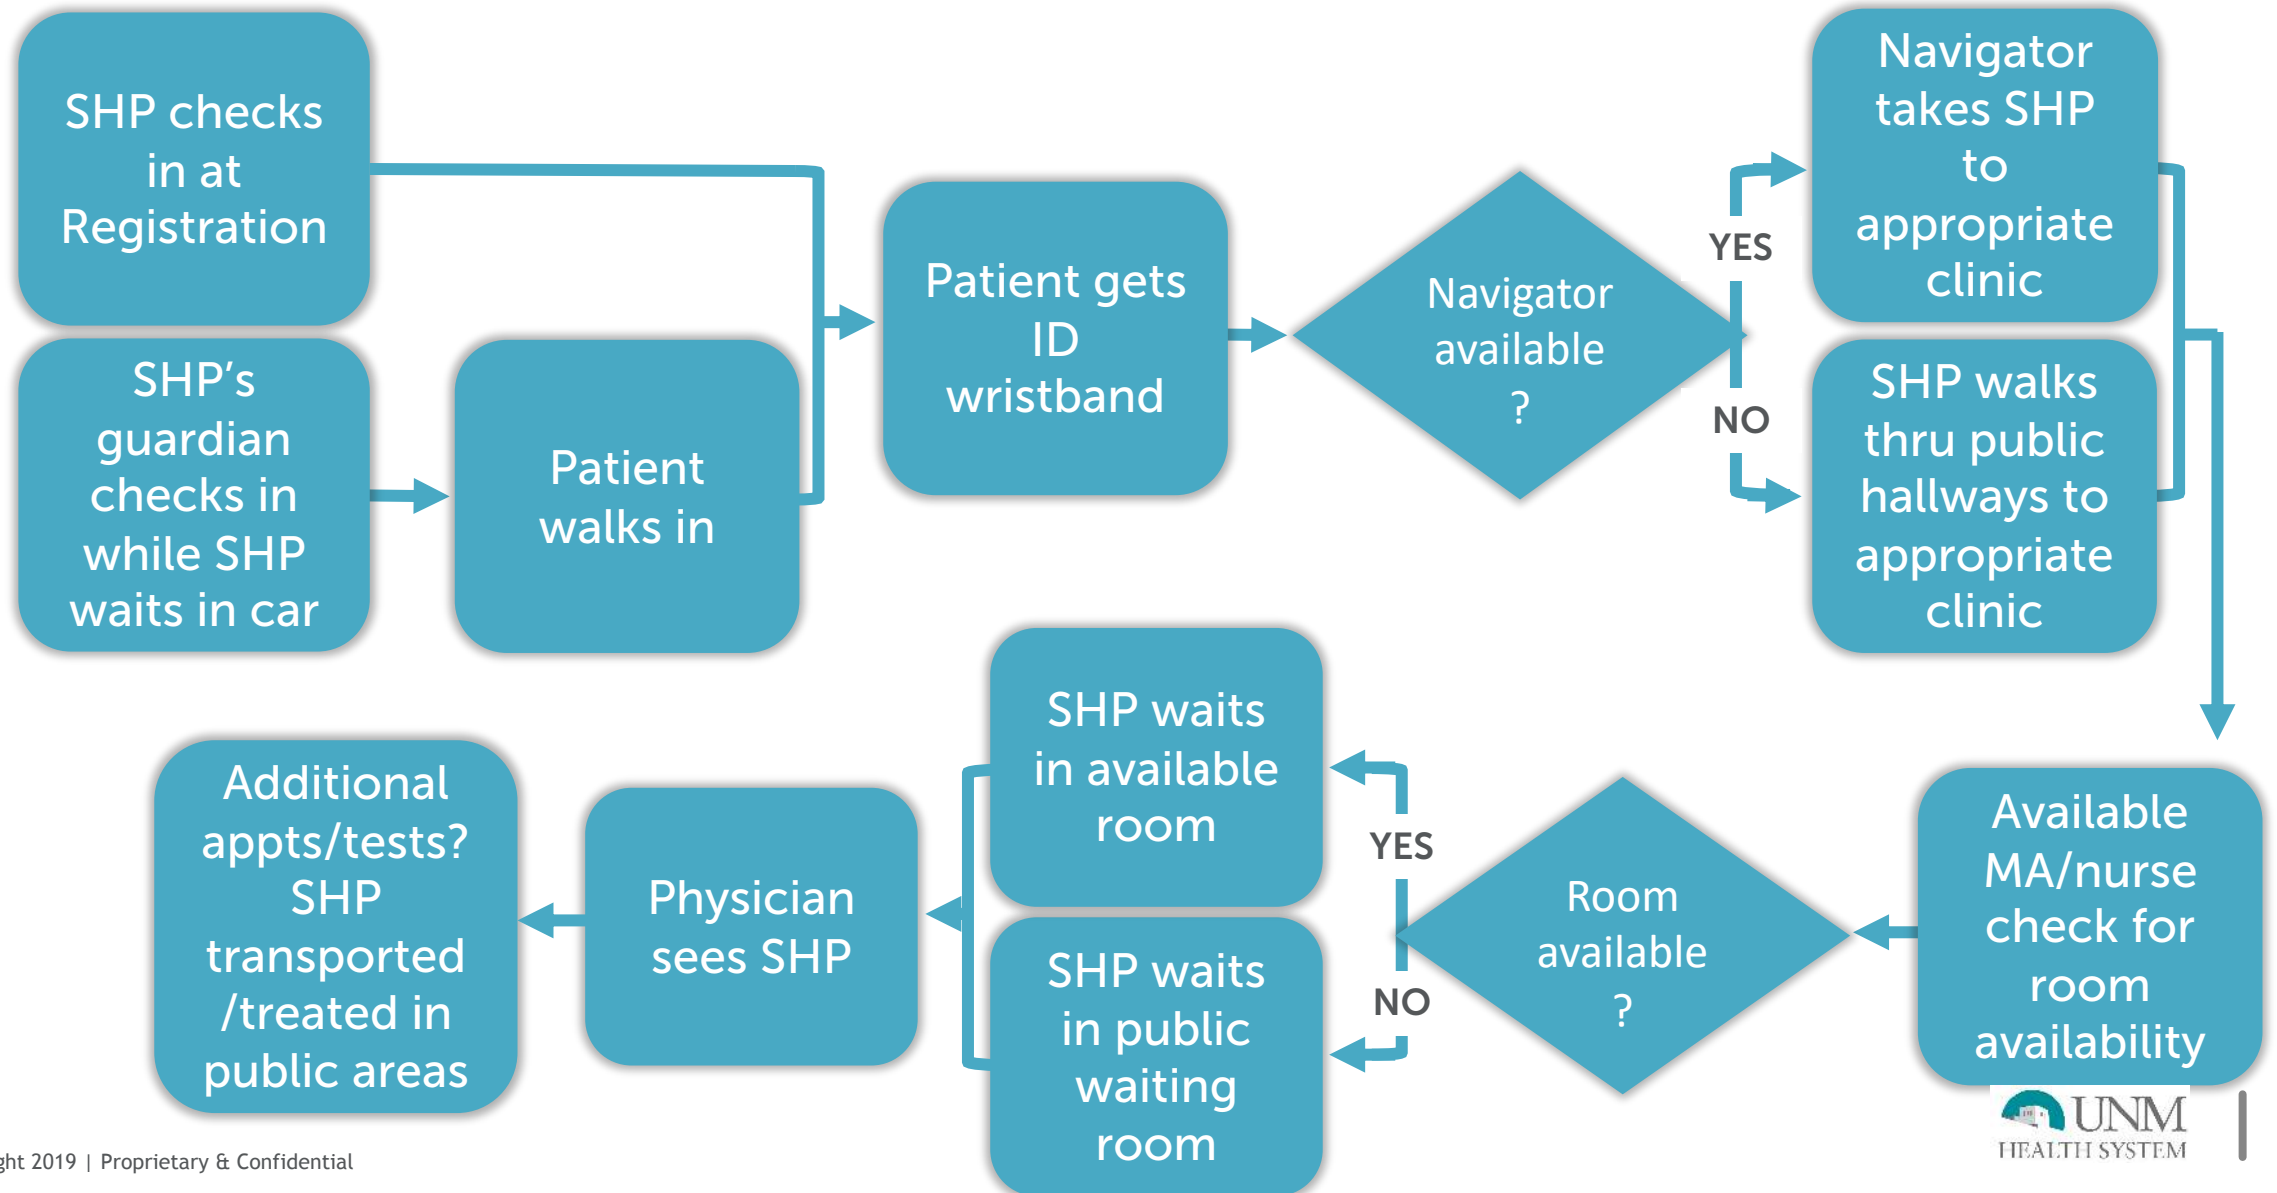 SHP checks
in at
Registration
SHP's
guardian
checks in
while SHP
waits in car
Patient
walks in
Patient gets
ID
wristband
Navigator
available
?
YES
NO
Navigator
takes SHP
to
appropriate
clinic
SHP walks
thru public
hallways to
appropriate
clinic
Available
MA/nurse
check for
room
availability
Room
available
?
YES
NO
SHP waits
in available
room
SHP waits
in public
waiting
room
Physician
sees SHP
Additional
appts/tests?
SHP
transported
/treated in
public areas
ght 2019 | Proprietary & Confidential
UNM
HEALTH SYSTEM